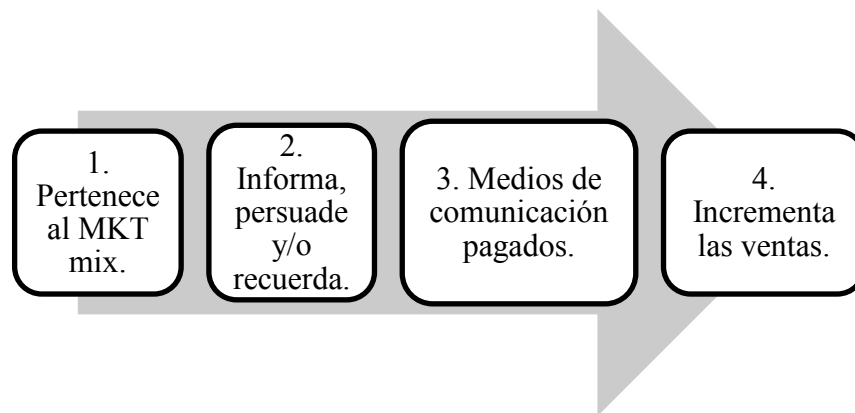 1.
Pertenece
al MKT
mix.
2.
Informa,
persuade
y/o
recuerda.
3. Medios de
comunicación
pagados.
4.
Incrementa
las ventas.